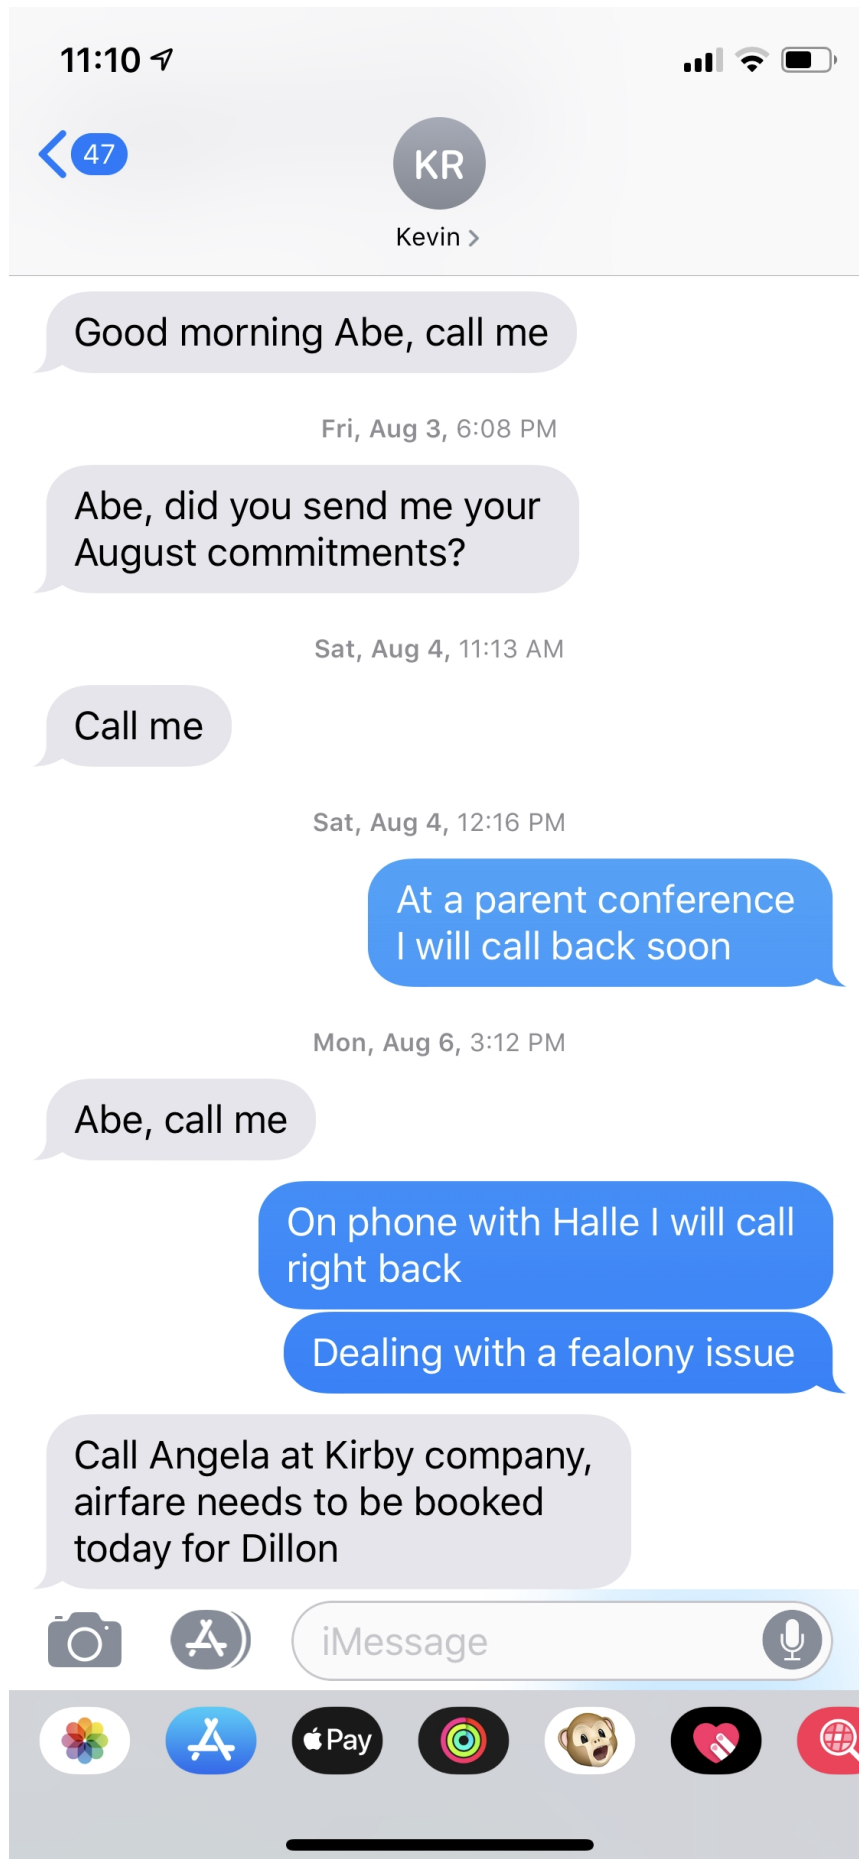 11:10
47
KR
Kevin >
Good morning Abe, call me
Fri, Aug 3, 6:08 PM
Abe, did you send me your
August commitments?
Sat, Aug 4, 11:13 AM
Call me
Sat, Aug 4, 12:16 PM
At a parent conference
I will call back soon
Mon, Aug 6, 3:12 PM
Abe, call me
On phone with Halle I will call
right back
Dealing with a fealony issue
Call Angela at Kirby company,
airfare needs to be booked
today for Dillon
iMessage
Pay